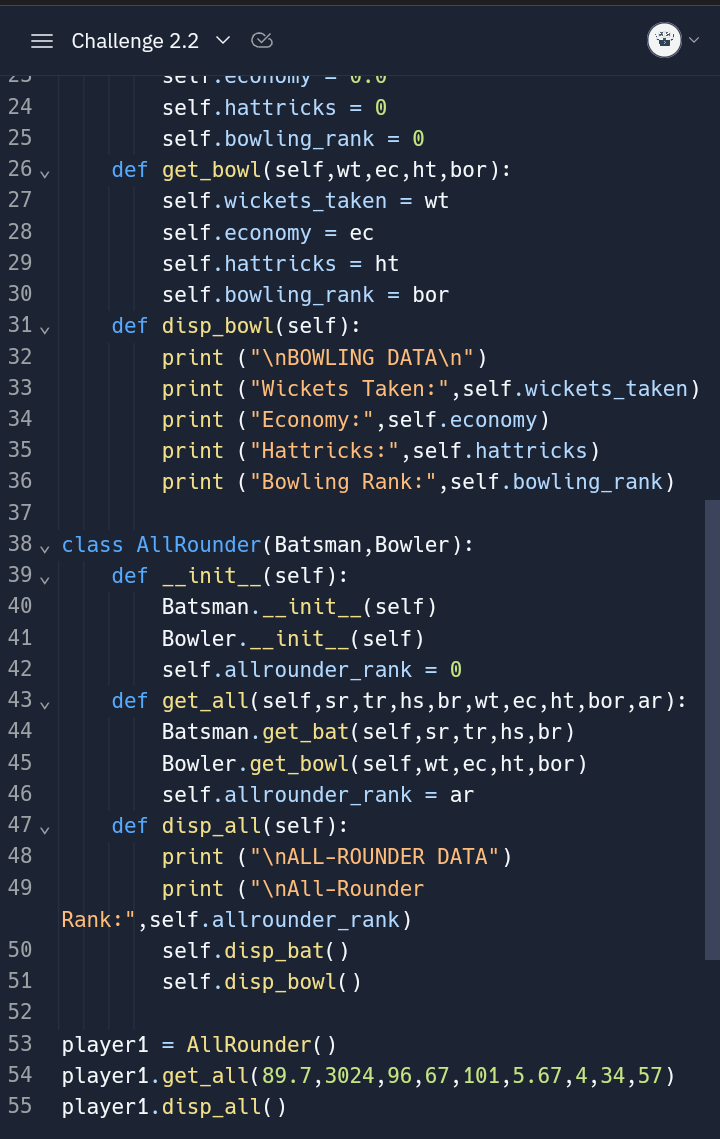 Challenge 2.2
23 self.economy = 0.0
24 self.hattricks = 0
25 self.bowling_rank = 0
26 def get_bowl(self,wt,ec,ht,bor):
27 self.wickets_taken = wt
28 self.economy = ec
29 self.hattricks = ht
30 self.bowling_rank = bor
31 def disp_bowl(self):
32 print ("\nBOWLING DATA\n")
33 print ("Wickets Taken:",self.wickets_taken)
34 print ("Economy:",self.economy)
35 print ("Hattricks:",self.hattricks)
36 print ("Bowling Rank:",self.bowling_rank)
37
38 class AllRounder(Batsman,Bowler):
39 def __init__(self):
40 Batsman.__init__(self)
41 Bowler.__init__(self)
42 self.allrounder_rank = 0
43 def get_all(self,sr,tr,hs,br,wt,ec,ht,bor,ar):
44 Batsman.get_bat(self,sr,tr,hs,br)
45 Bowler.get_bowl(self,wt,ec,ht,bor)
46 self.allrounder_rank = ar
47 def disp_all(self):
48 print ("\nALL-ROUNDER DATA")
49 print ("\nAll-Rounder
Rank:",self.allrounder_rank)
50 self.disp_bat()
51 self.disp_bowl()
52
53 player1 = AllRounder()
54 player1.get_all(89.7,3024,96,67,101,5.67,4,34,57)
55 player1.disp_all()